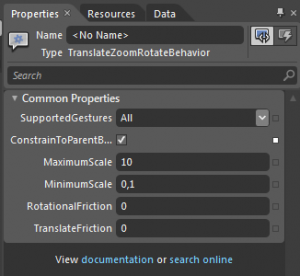 Properties × Resources Data
Name <No Name>
Type TranslateZoomRotateBehavior
Search
Common Properties
SupportedGestures All
ConstrainToParentB...
MaximumScale 10
MinimumScale 0,1
RotationalFriction 0
TranslateFriction 0
View documentation or search online